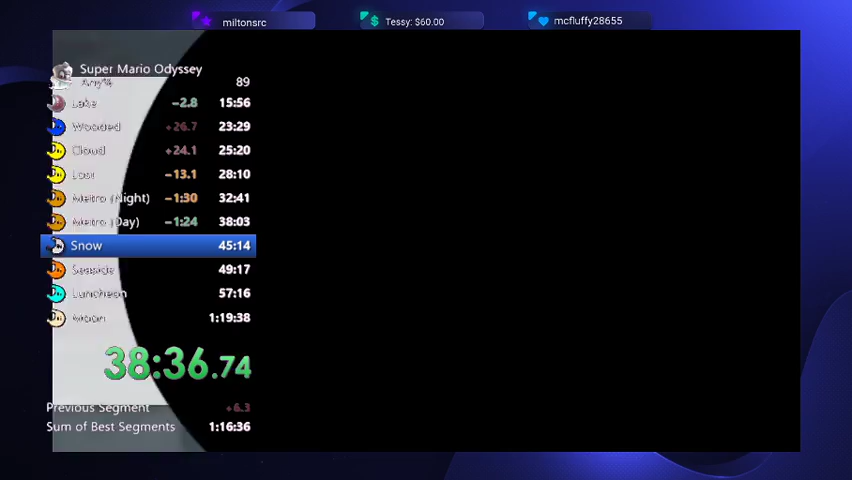 miltonsrc
Tessy: $60.00
mcfluffy28655
Super Mario Odyssey
Any% 89
Lake −2.8 15:56
Wooded +26.7 23:29
Cloud +24.1 25:20
Lost −13.1 28:10
Metro (Night) −1:30 32:41
Metro (Day) −1:24 38:03
Snow 45:14
Seaside 49:17
Luncheon 57:16
Moon 1:19:38
38:36.74
Previous Segment +6.3
Sum of Best Segments 1:16:36